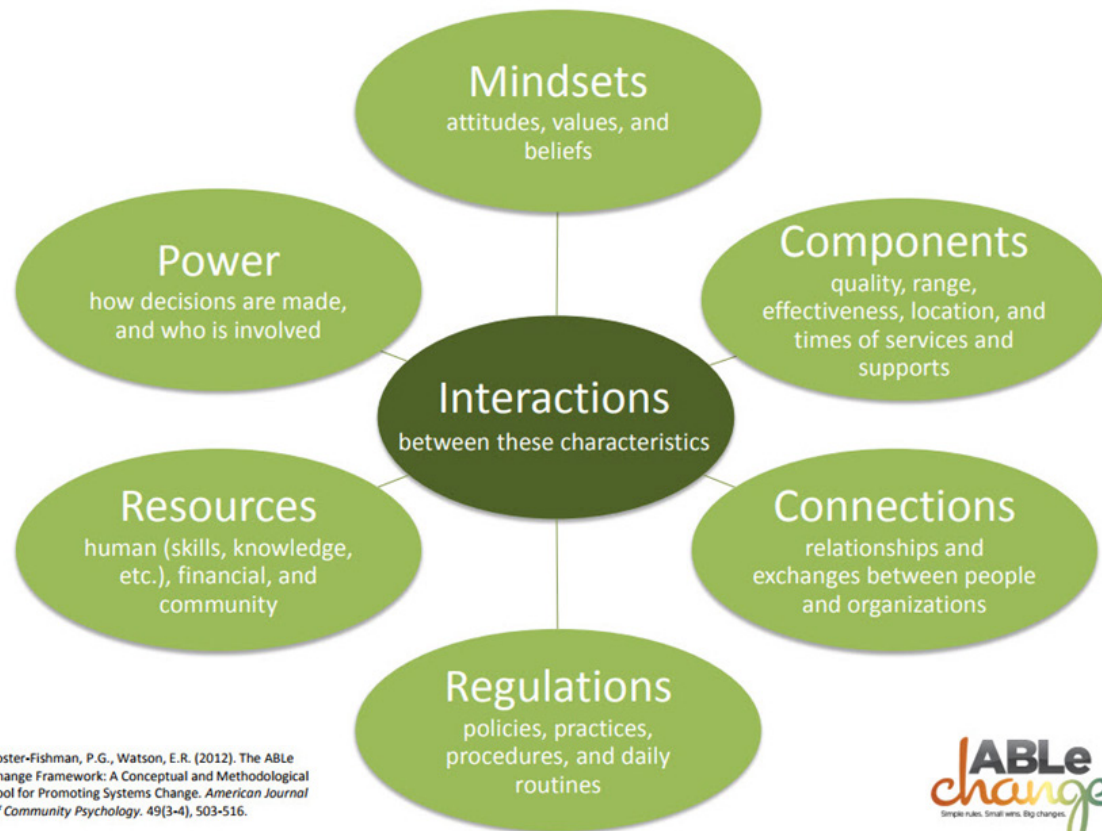 Mindsets
attitudes, values, and
beliefs
Power
how decisions are made,
and who is involved
Components
quality, range,
effectiveness, location, and
times of services and
supports
Interactions
between these characteristics
Resources
human (skills, knowledge,
etc.), financial, and
community
Connections
relationships and
exchanges between people
and organizations
Regulations
policies, practices,
procedures, and daily
routines
oster-Fishman, P.G., Watson, E.R. (2012). The ABLe
hange Framework: A Conceptual and Methodological
ool for Promoting Systems Change. American Journal
f Community Psychology. 49(3-4), 503-516.
ABLe
change
Simple rules. Small wins. Big changes.